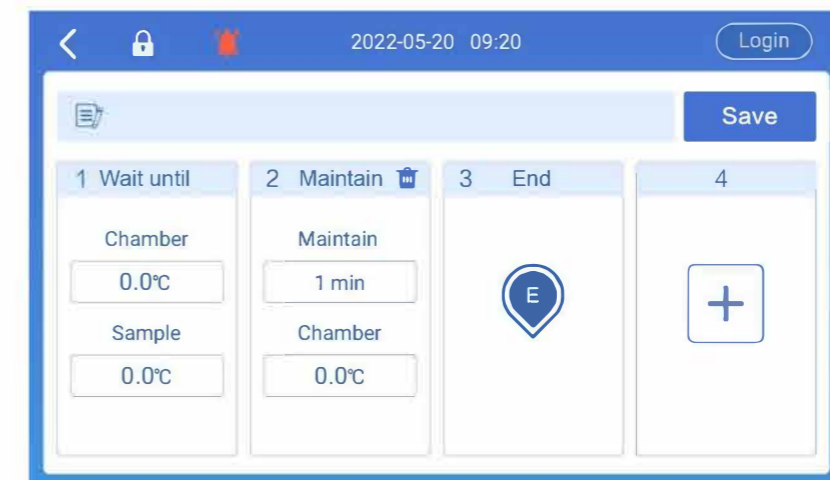 2022-05-20 09:20
Login
Save
1 Wait until
Chamber
0.0℃
Sample
0.0℃
2 Maintain
Maintain
1 min
Chamber
0.0℃
3 End
E
4